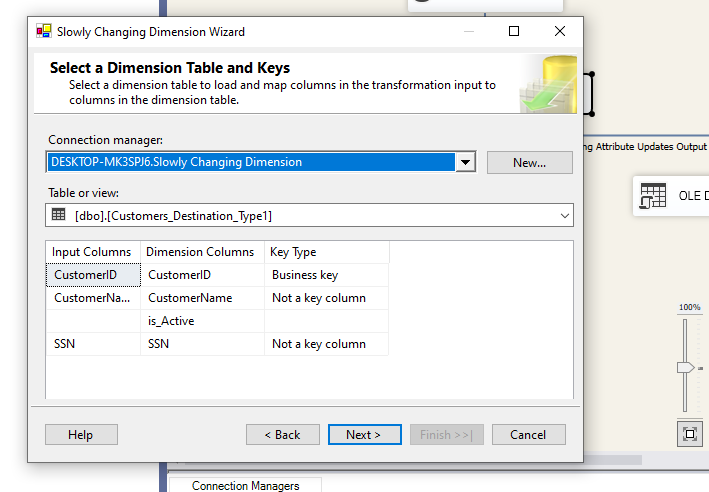 Slowly Changing Dimension Wizard
Select a Dimension Table and Keys
Select a dimension table to load and map columns in the transformation input to
columns in the dimension table.
Connection manager:
DESKTOP-MK3SPJ6.Slowly Changing Dimension
New...
Table or view:
[dbo].[Customers_Destination_Type1]
Input Columns Dimension Columns Key Type
CustomerID CustomerID Business key
CustomerNa... CustomerName Not a key column
is_Active
SSN SSN Not a key column
Help < Back Next > Finish >>| Cancel
ng Attribute Updates Output
OLE D
100%
Connection Managers